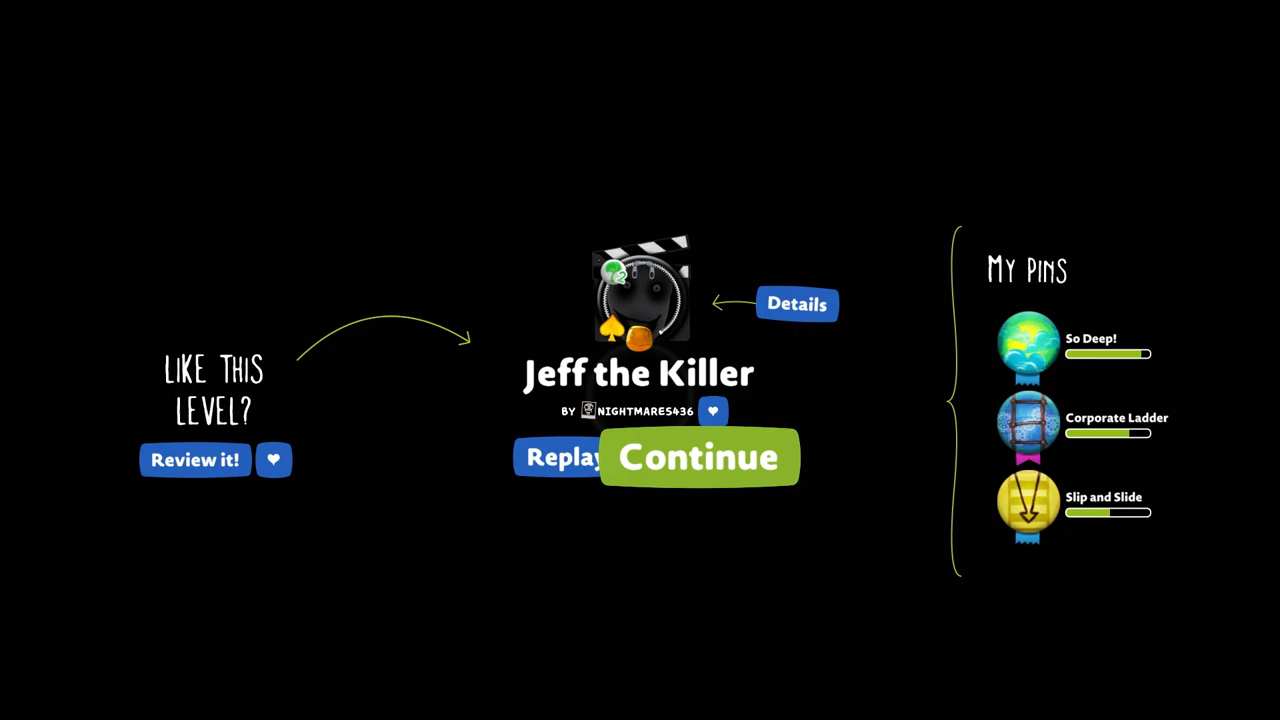 LIKE THIS
LEVEL?
Review it!
Details
Jeff the Killer
BY NIGHTMARES436
Replay
Continue
MY PINS
So Deep!
Corporate Ladder
Slip and Slide